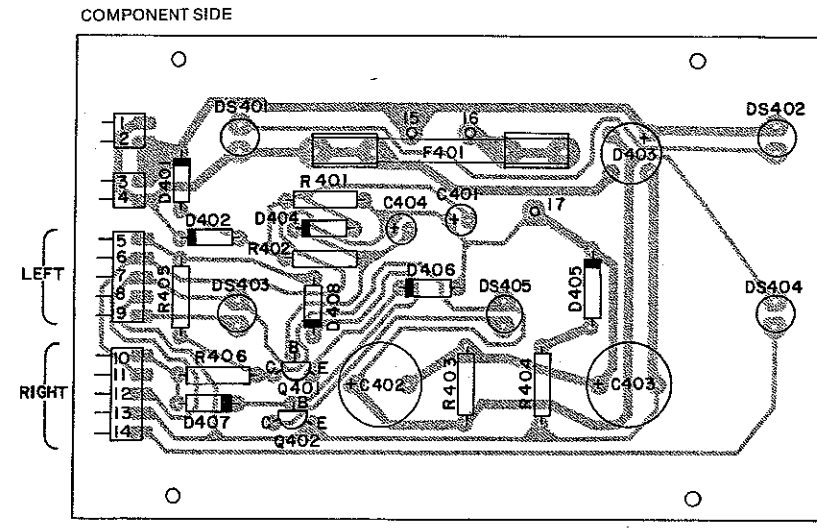 COMPONENT SIDE
DS401
15
16
DS402
1
2
F401
D403
3
4
D401
R401
C404
C401
D404
17
D402
R402
LEFT
5
6
7
8
9
R405
DS403
D408
D406
DS405
D405
DS404
RIGHT
10
11
12
13
14
R406
B
C
E
Q401
C402
R403
R404
C403
D407
B
C
E
Q402